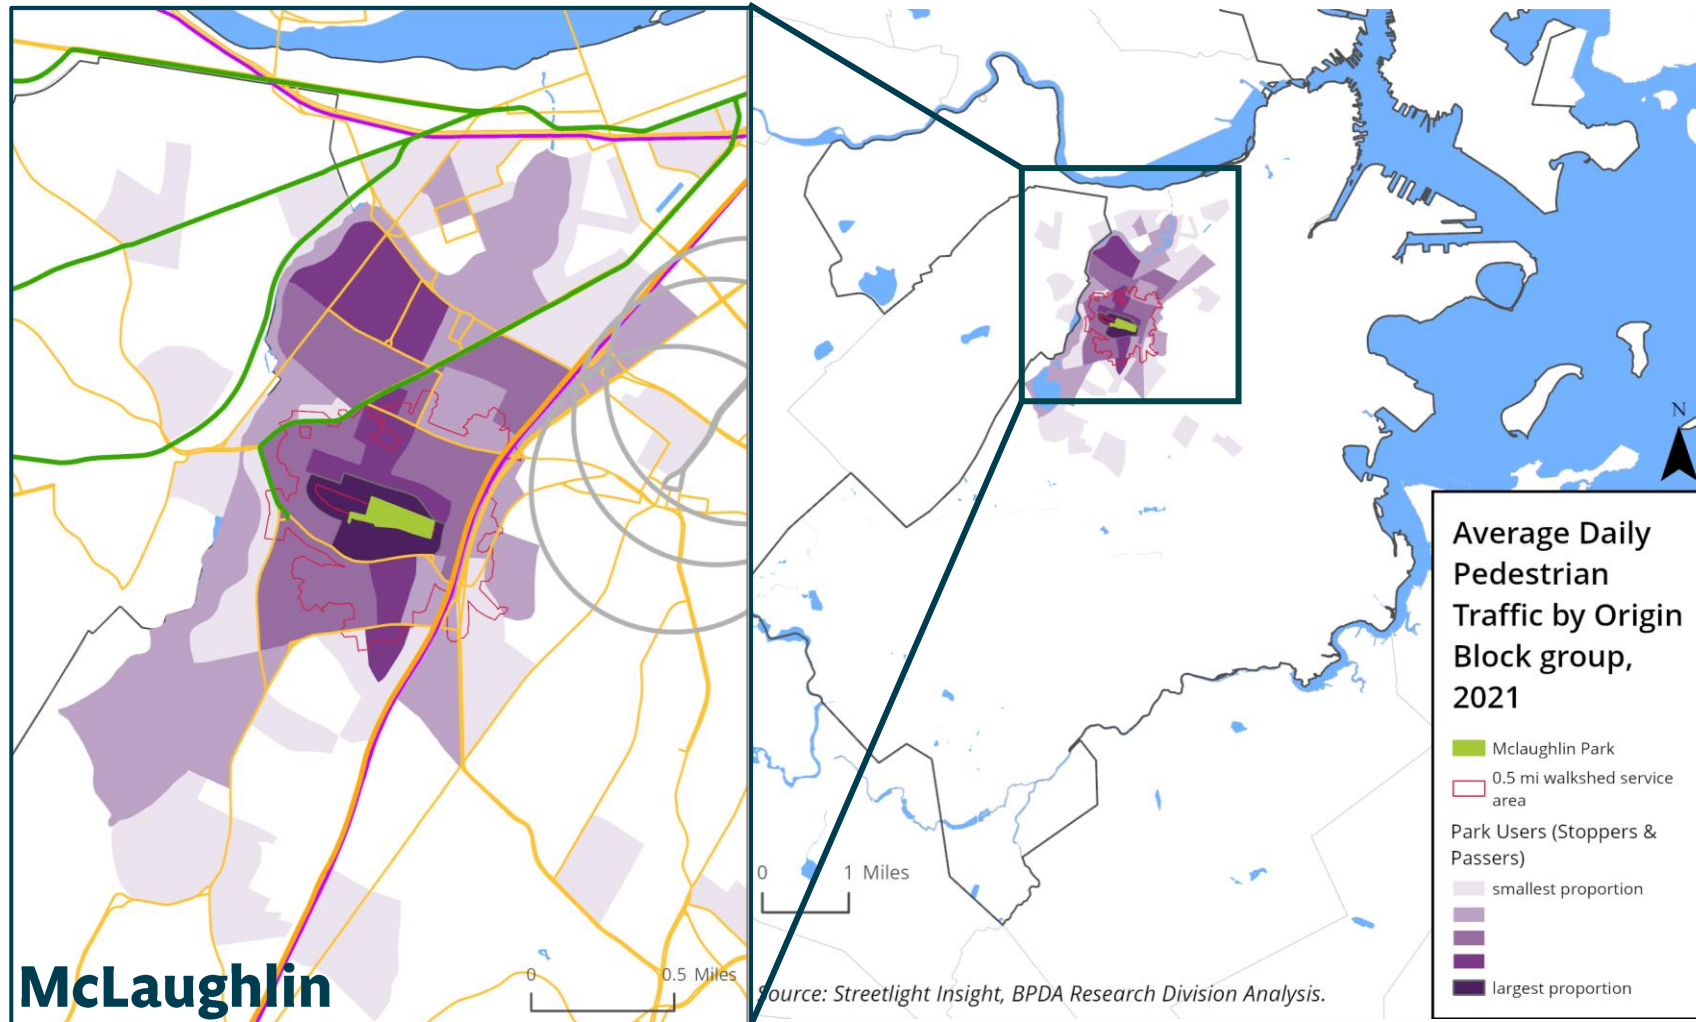 McLaughlin
0 0.5 Miles
0 1 Miles
Source: Streetlight Insight, BPDA Research Division Analysis.
N
Average Daily
Pedestrian
Traffic by Origin
Block group,
2021
Mclaughlin Park
0.5 mi walkshed service
area
Park Users (Stoppers &
Passers)
smallest proportion
largest proportion